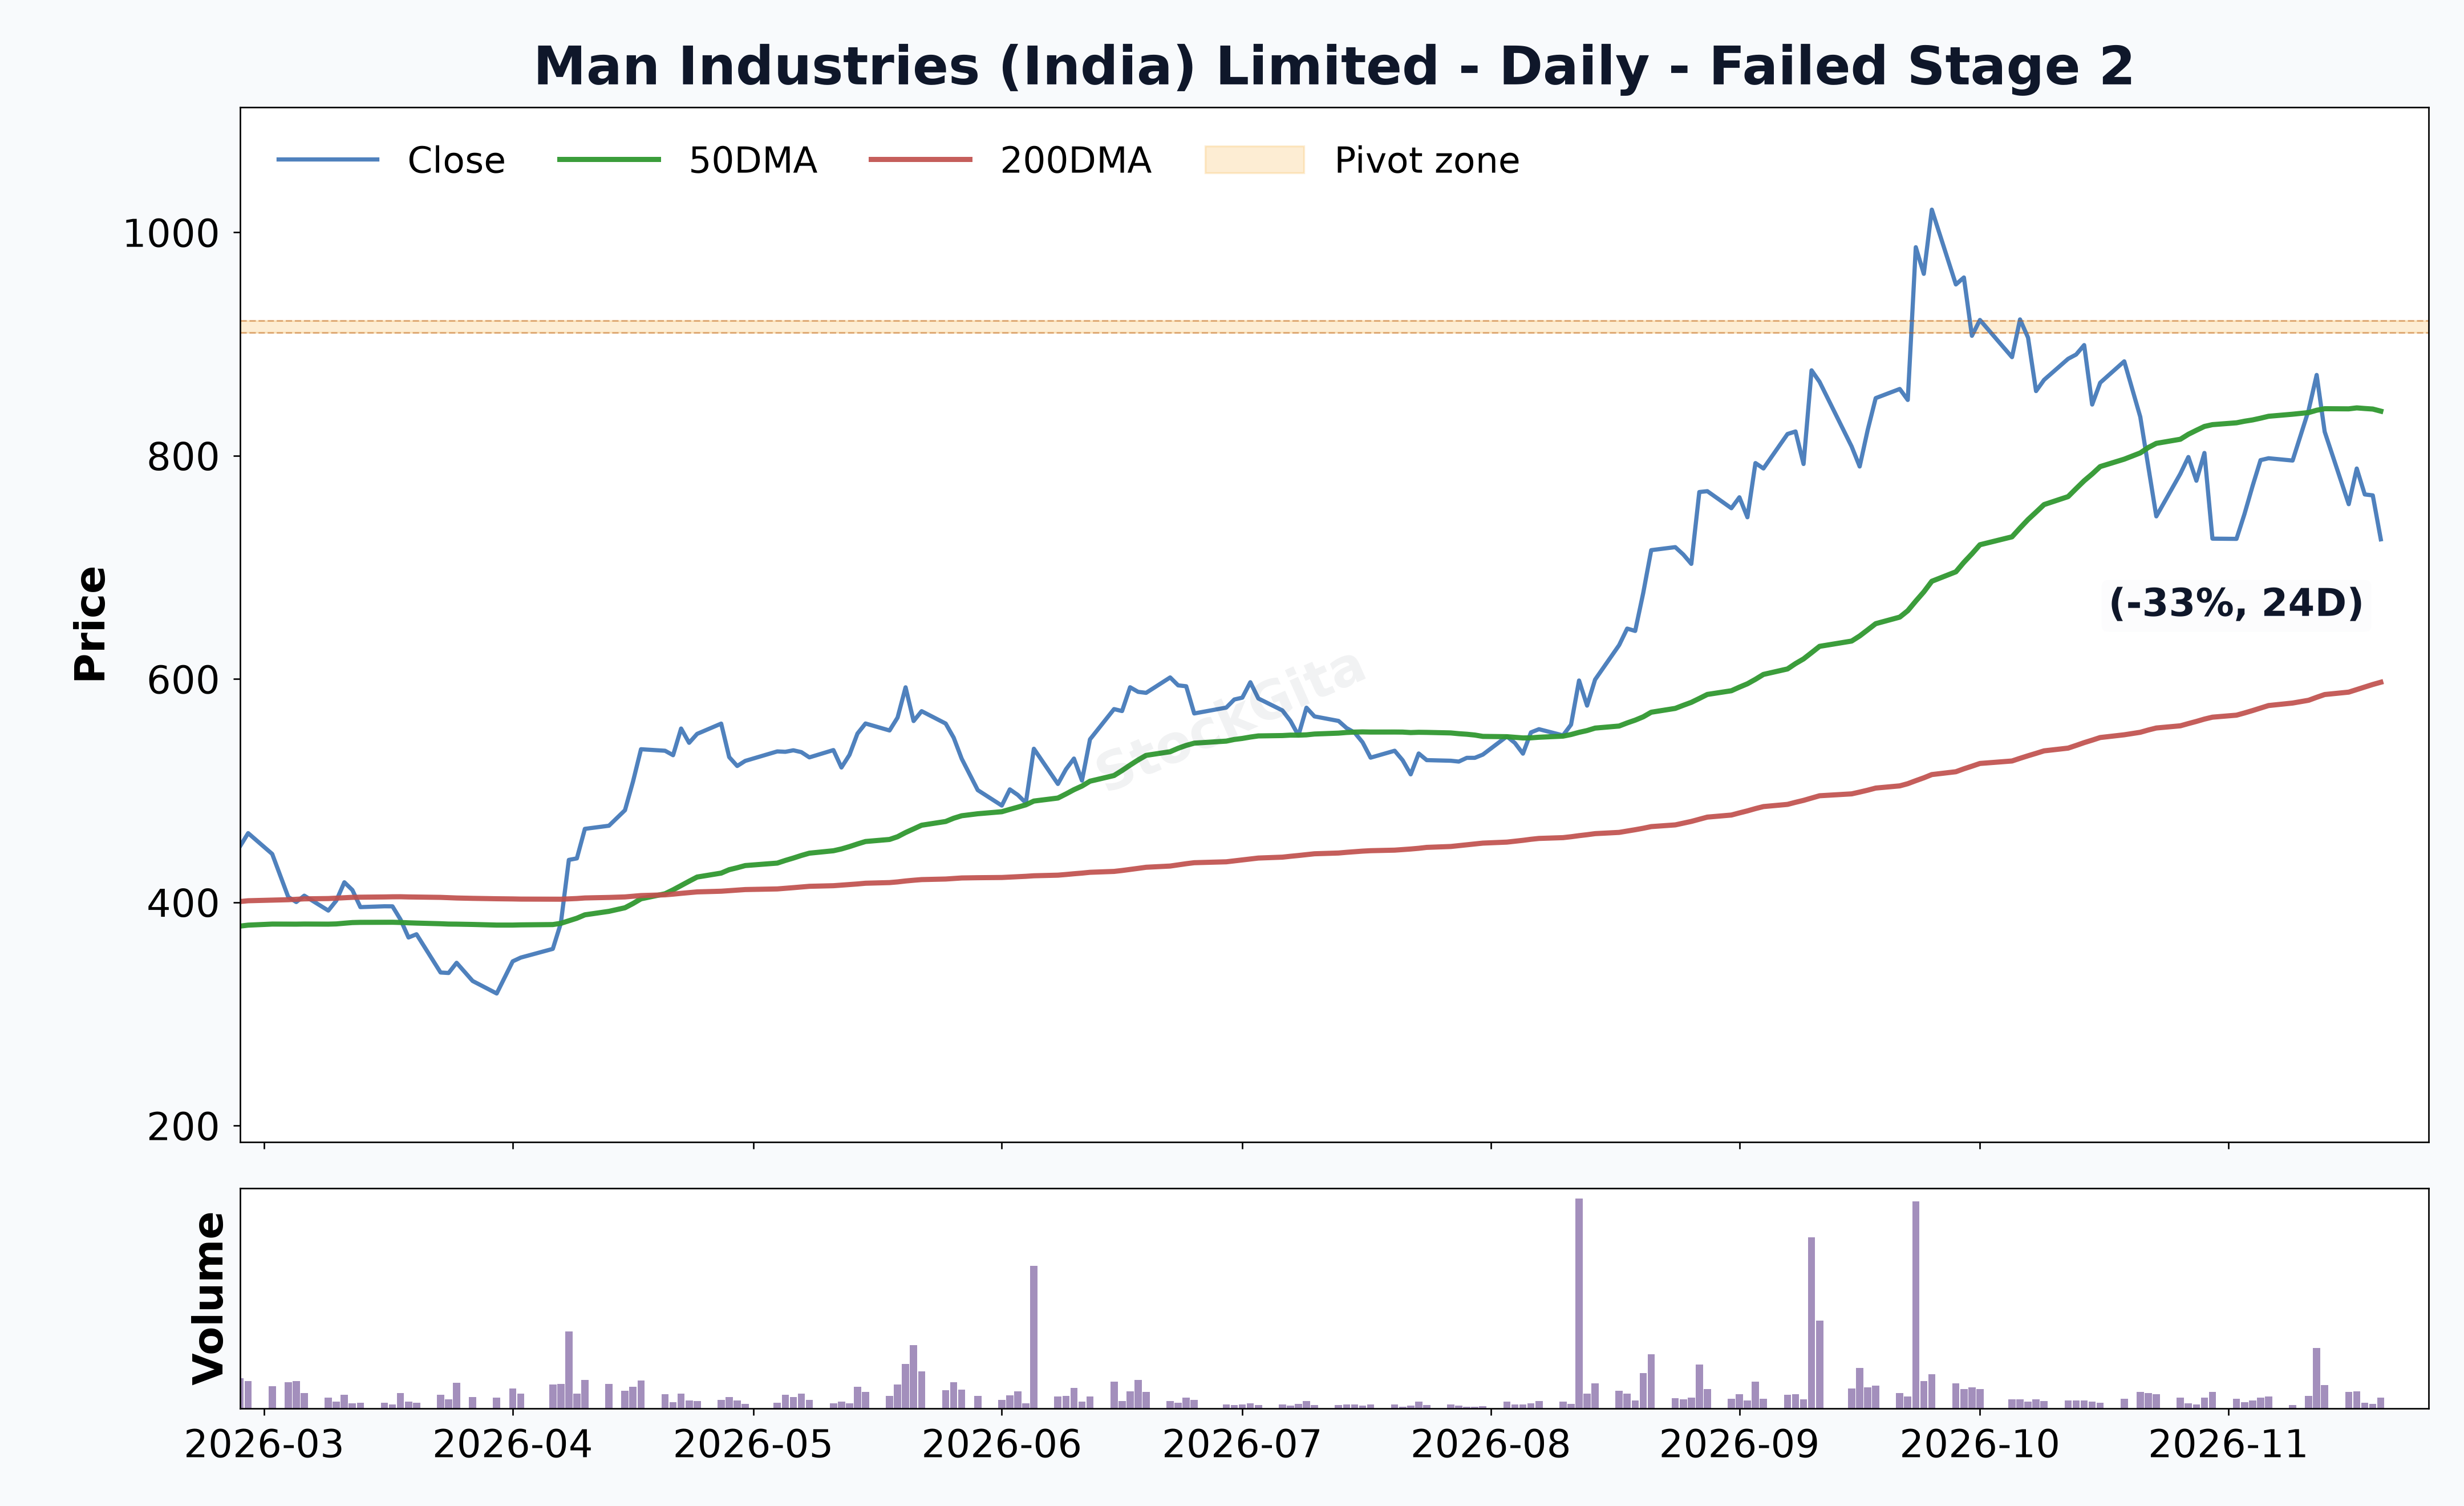 Man Industries (India) Limited - Daily - Failed Stage 2
Close 50DMA 200DMA Pivot zone
1000
800
600
400
200
Price
(-33%, 24D)
StockGita
Volume
2026-03 2026-04 2026-05 2026-06 2026-07 2026-08 2026-09 2026-10 2026-11